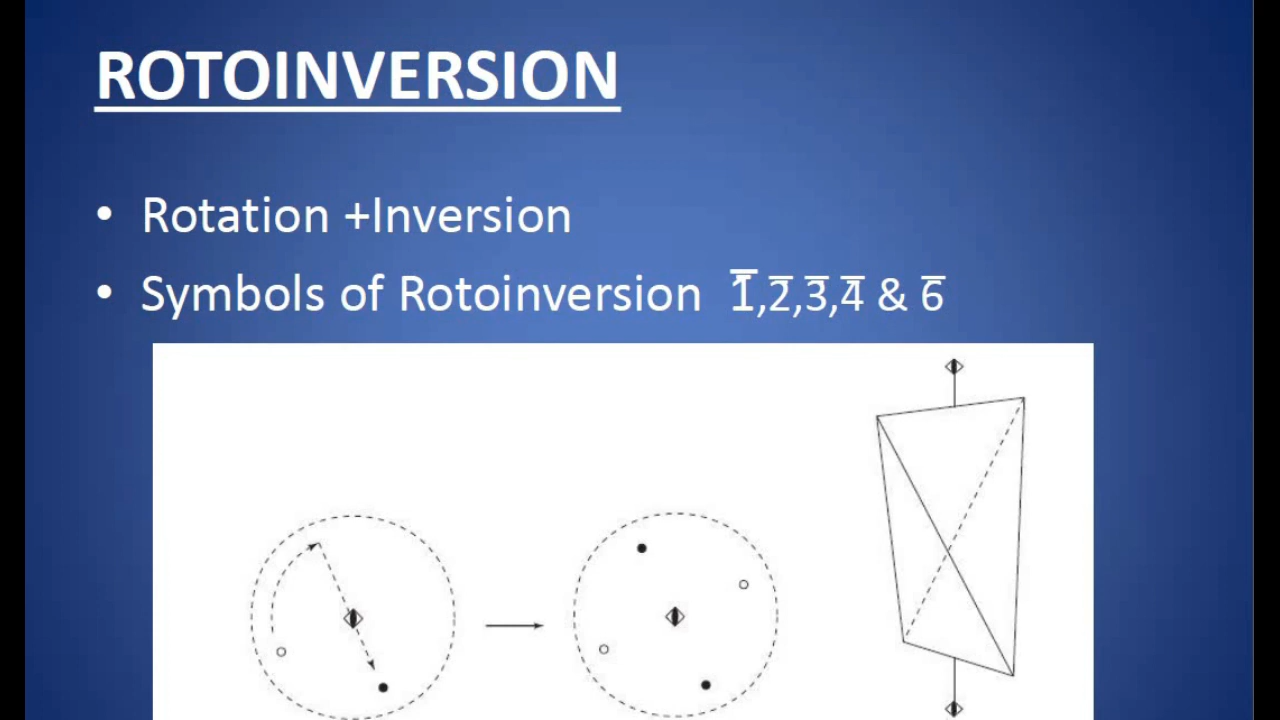 ROTOINVERSION
• Rotation +Inversion
• Symbols of Rotoinversion 1̅,2̅,3̅,4̅ & 6̅